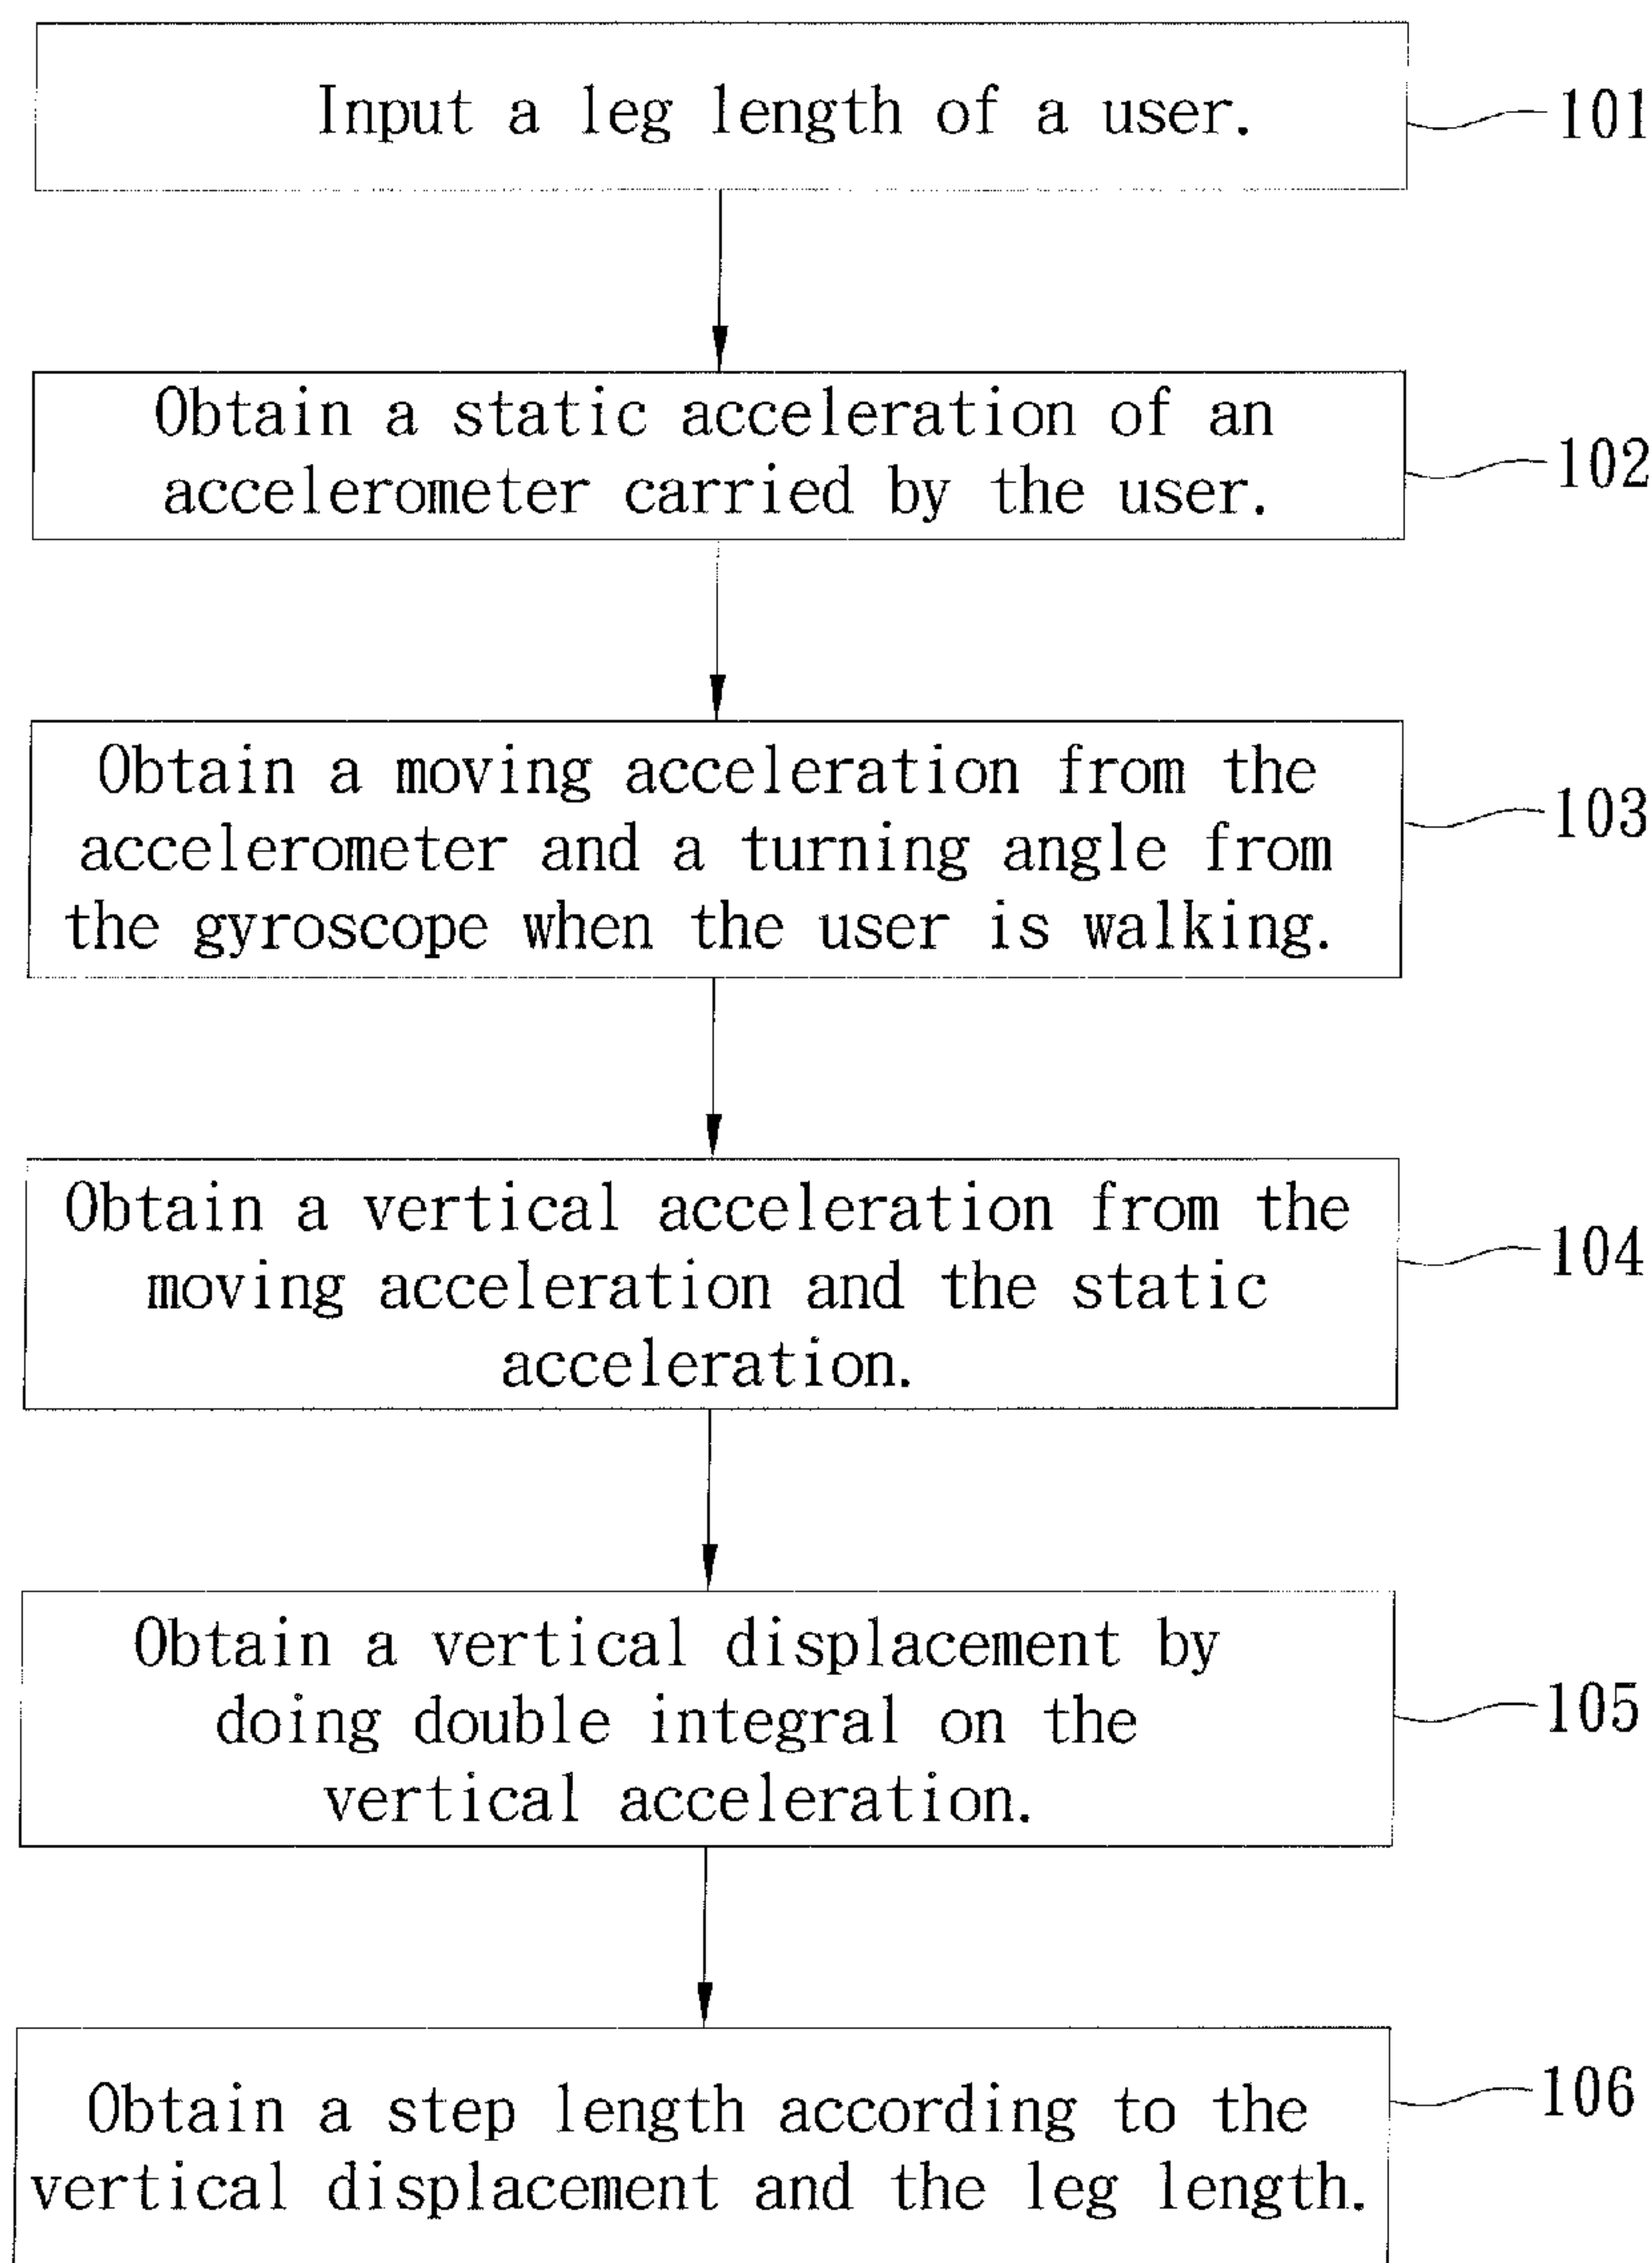 Input a leg length of a user.
101
Obtain a static acceleration of an
accelerometer carried by the user.
102
Obtain a moving acceleration from the
accelerometer and a turning angle from
the gyroscope when the user is walking.
103
Obtain a vertical acceleration from the
moving acceleration and the static
acceleration.
104
Obtain a vertical displacement by
doing double integral on the
vertical acceleration.
105
Obtain a step length according to the
vertical displacement and the leg length.
106